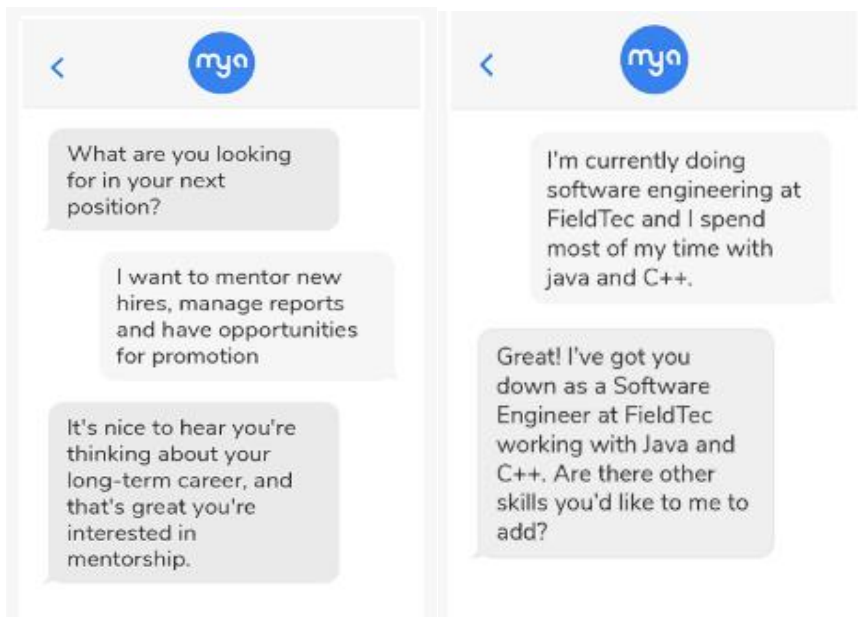 mya
What are you looking
for in your next
position?
I want to mentor new
hires, manage reports
and have opportunities
for promotion
It's nice to hear you're
thinking about your
long-term career, and
that's great you're
interested in
mentorship.
mya
I'm currently doing
software engineering at
FieldTec and I spend
most of my time with
java and C++.
Great! I've got you
down as a Software
Engineer at FieldTec
working with Java and
C++. Are there other
skills you'd like to me to
add?